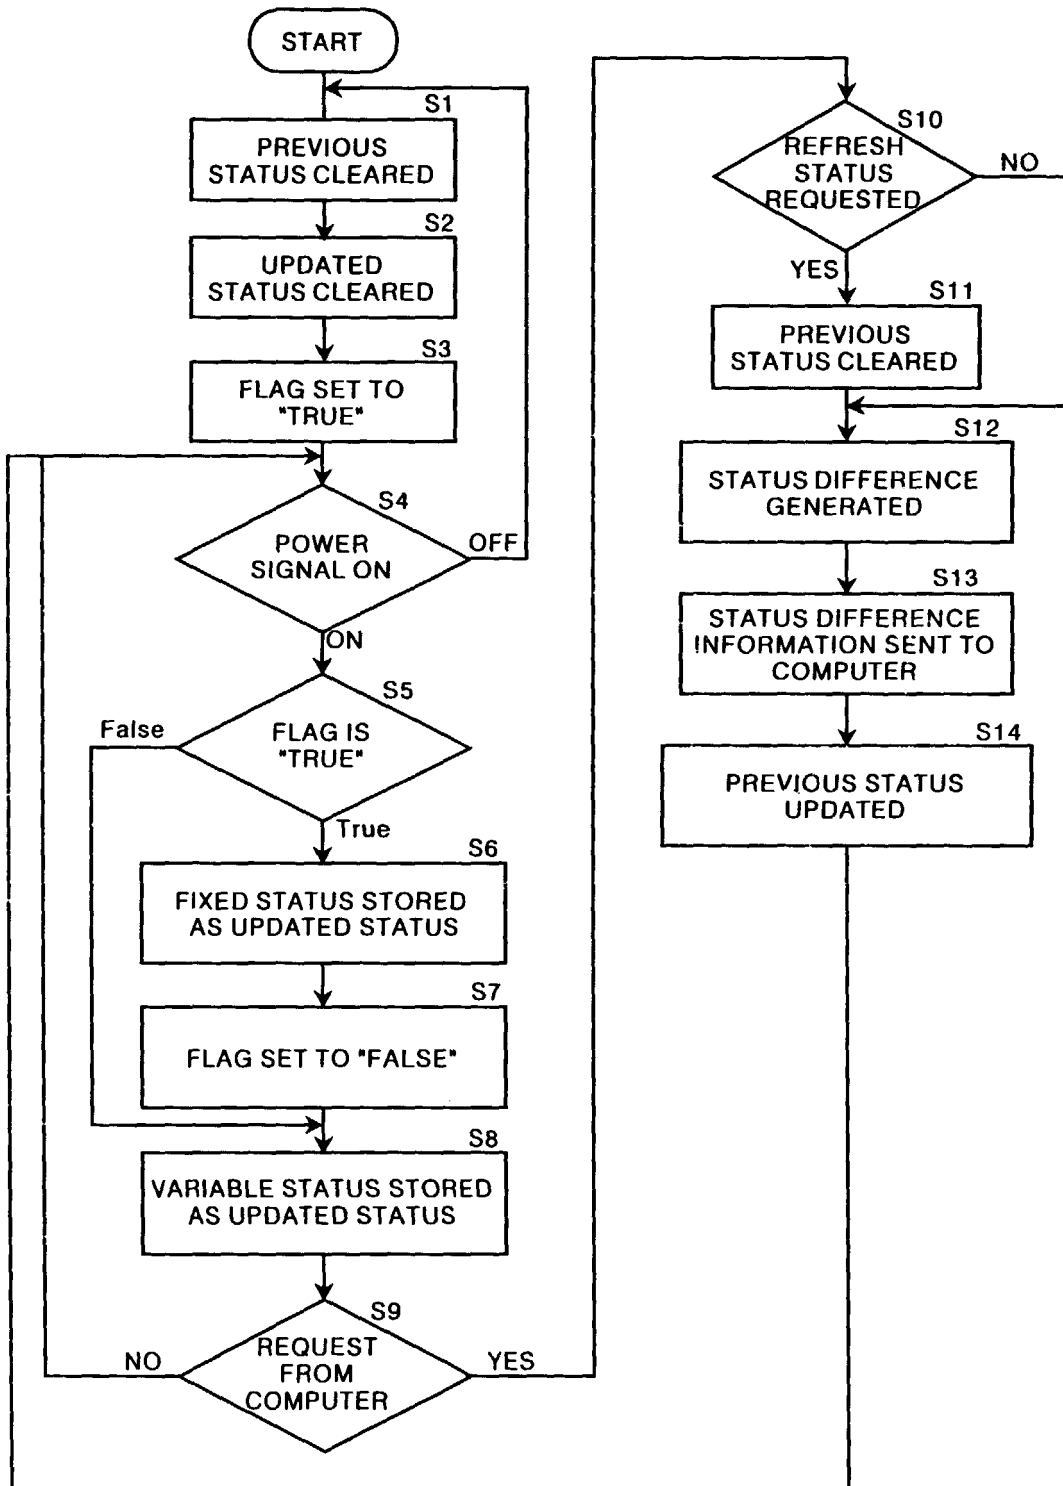 START
S1
PREVIOUS
STATUS CLEARED
S2
UPDATED
STATUS CLEARED
S3
FLAG SET TO
"TRUE"
S4
POWER
SIGNAL ON
OFF
ON
S5
FLAG IS
"TRUE"
False
True
S6
FIXED STATUS STORED
AS UPDATED STATUS
S7
FLAG SET TO "FALSE"
S8
VARIABLE STATUS STORED
AS UPDATED STATUS
S9
REQUEST
FROM
COMPUTER
NO
YES
S10
REFRESH
STATUS
REQUESTED
NO
YES
S11
PREVIOUS
STATUS CLEARED
S12
STATUS DIFFERENCE
GENERATED
S13
STATUS DIFFERENCE
INFORMATION SENT TO
COMPUTER
S14
PREVIOUS STATUS
UPDATED